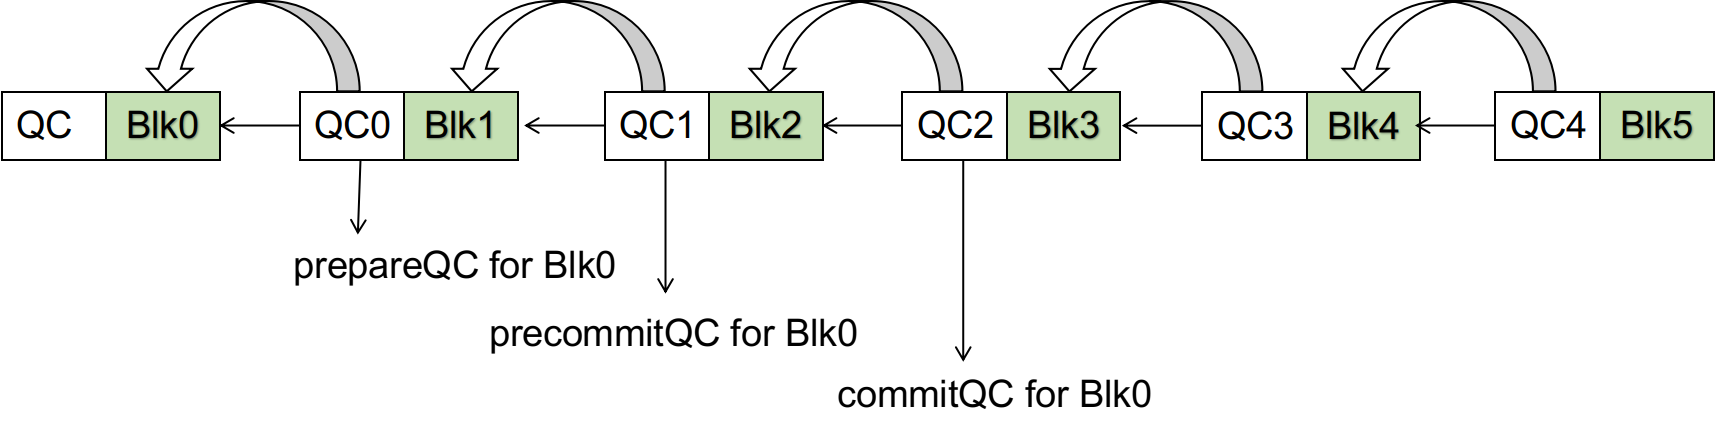 QC Blk0 QC0 Blk1 QC1 Blk2 QC2 Blk3 QC3 Blk4 QC4 Blk5
prepareQC for Blk0
precommitQC for Blk0
commitQC for Blk0